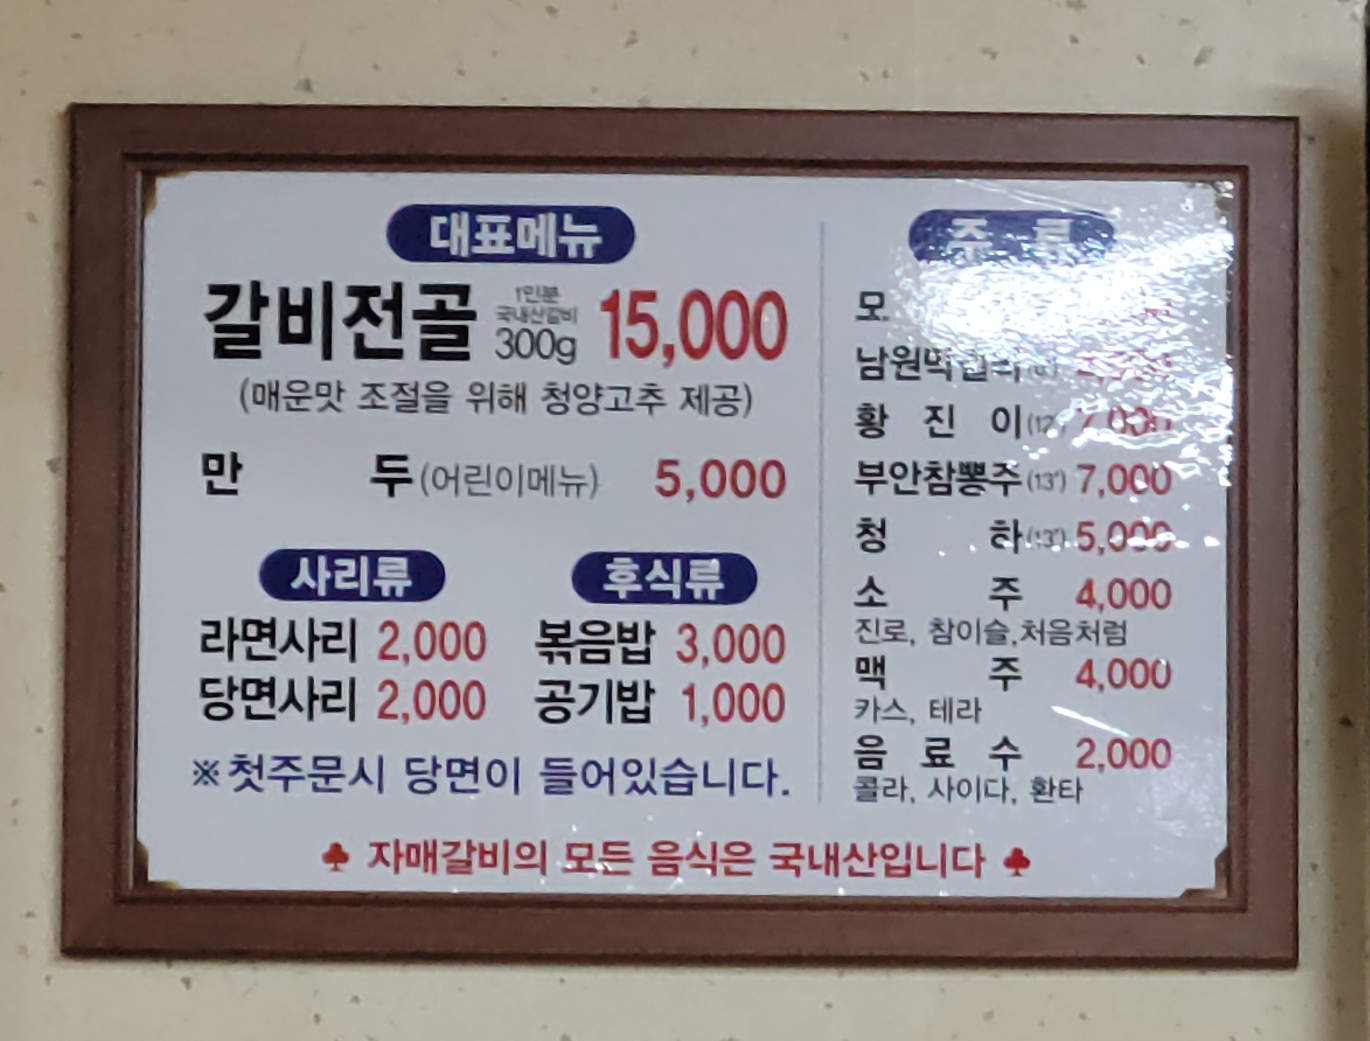 대표메뉴
갈비전골 1인분 국내산갈비 300g 15,000
(매운맛 조절을 위해 청양고추 제공)
만 두 (어린이메뉴) 5,000
사리류
라면사리 2,000
당면사리 2,000
후식류
볶음밥 3,000
공기밥 1,000
※첫주문시 당면이 들어있습니다.
주 류
모
남원막걸리
황 진 이 7,000
부안참뽕주(13°) 7,000
청 하(13°) 5,000
소 주 4,000
진로, 참이슬,처음처럼
맥 주 4,000
카스, 테라
음 료 수 2,000
콜라, 사이다, 환타
♣ 자매갈비의 모든 음식은 국내산입니다 ♣